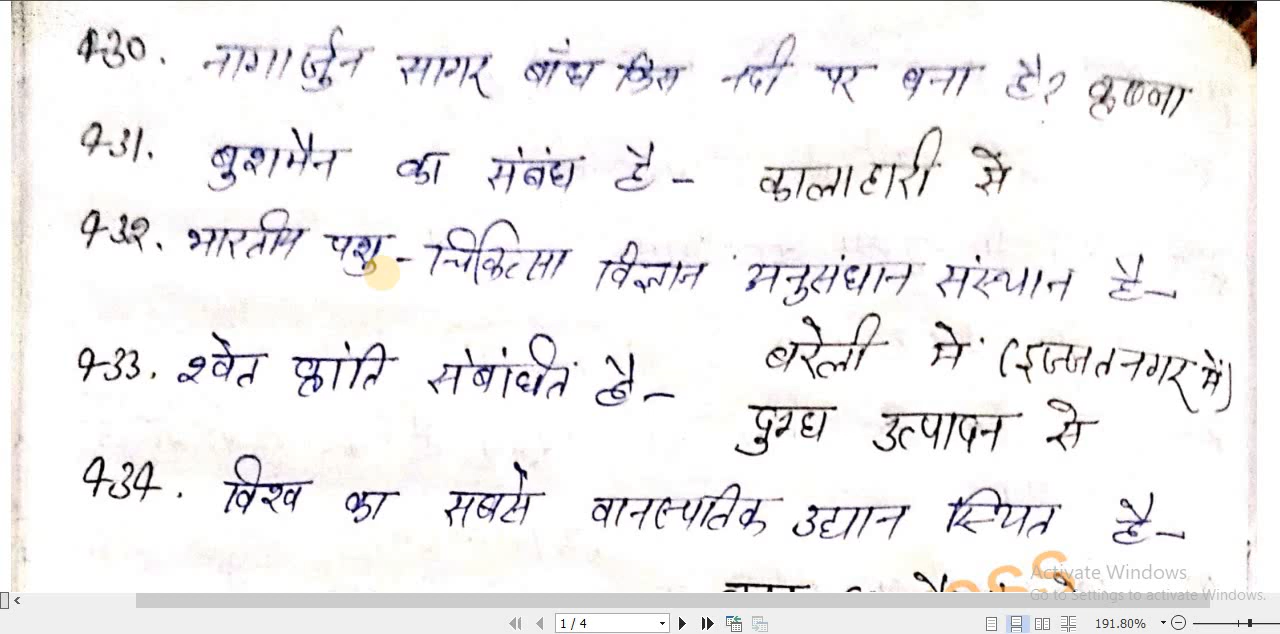 430. नागार्जुन सागर बाँध किस नदी पर बना है? कृष्णा
431. बुशमैन का संबंध है - कालाहारी से
432. भारतीय पशु - चिकित्सा विज्ञान अनुसंधान संस्थान है -
बरेली में (इज्जतनगर में)
433. श्वेत क्रांति संबंधित है -
दुग्ध उत्पादन से
434. विश्व का सबसे वानस्पतिक उद्यान स्थित है -
Activate Windows
Go to Settings to activate Windows.
1 / 4
191.80%